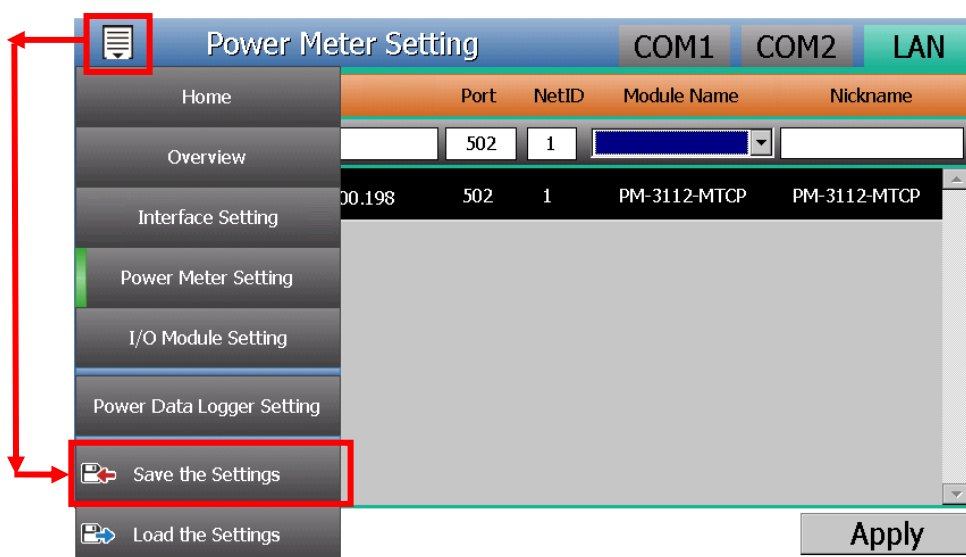 Power Meter Setting COM1 COM2 LAN
Home Port NetID Module Name Nickname
Overview 502 1
00.198 502 1 PM-3112-MTCP PM-3112-MTCP
Interface Setting
Power Meter Setting
I/O Module Setting
Power Data Logger Setting
Save the Settings
Load the Settings
Apply